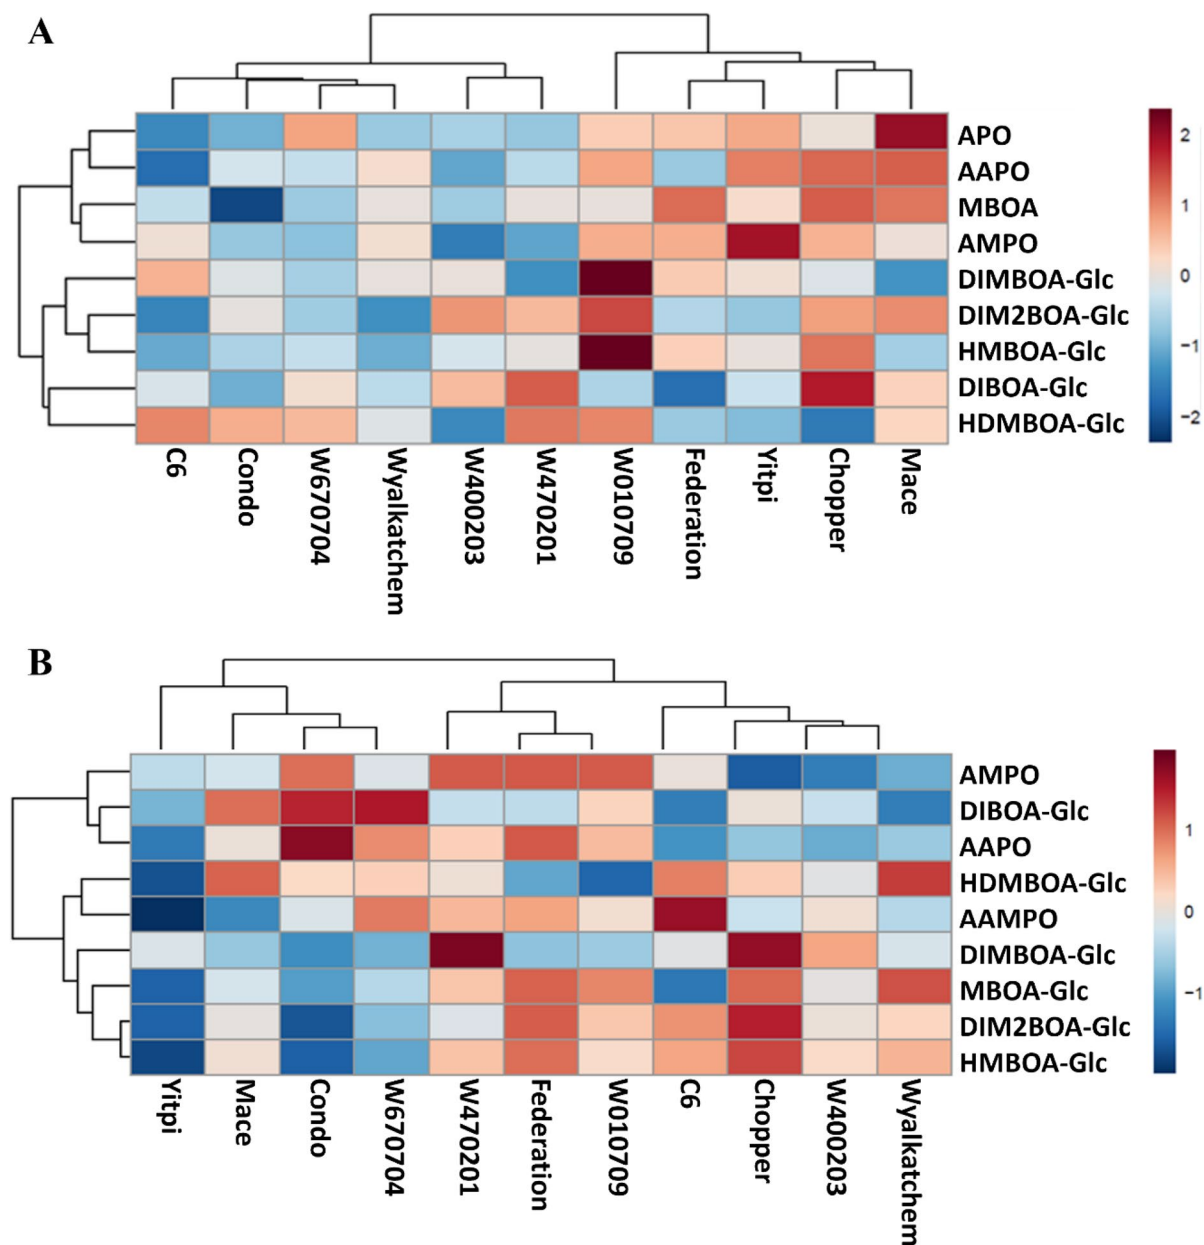 A
APO
AAPO
MBOA
AMPO
DIMBOA-Glc
DIM2BOA-Glc
HMBOA-Glc
DIBOA-Glc
HDMBOA-Glc
2
1
0
−1
−2
C6
Condo
W670704
Wyalkatchem
W400203
W470201
W010709
Federation
Yitpi
Chopper
Mace
B
AMPO
DIBOA-Glc
AAPO
HDMBOA-Glc
AAMPO
DIMBOA-Glc
MBOA-Glc
DIM2BOA-Glc
HMBOA-Glc
1
0
−1
Yitpi
Mace
Condo
W670704
W470201
Federation
W010709
C6
Chopper
W400203
Wyalkatchem